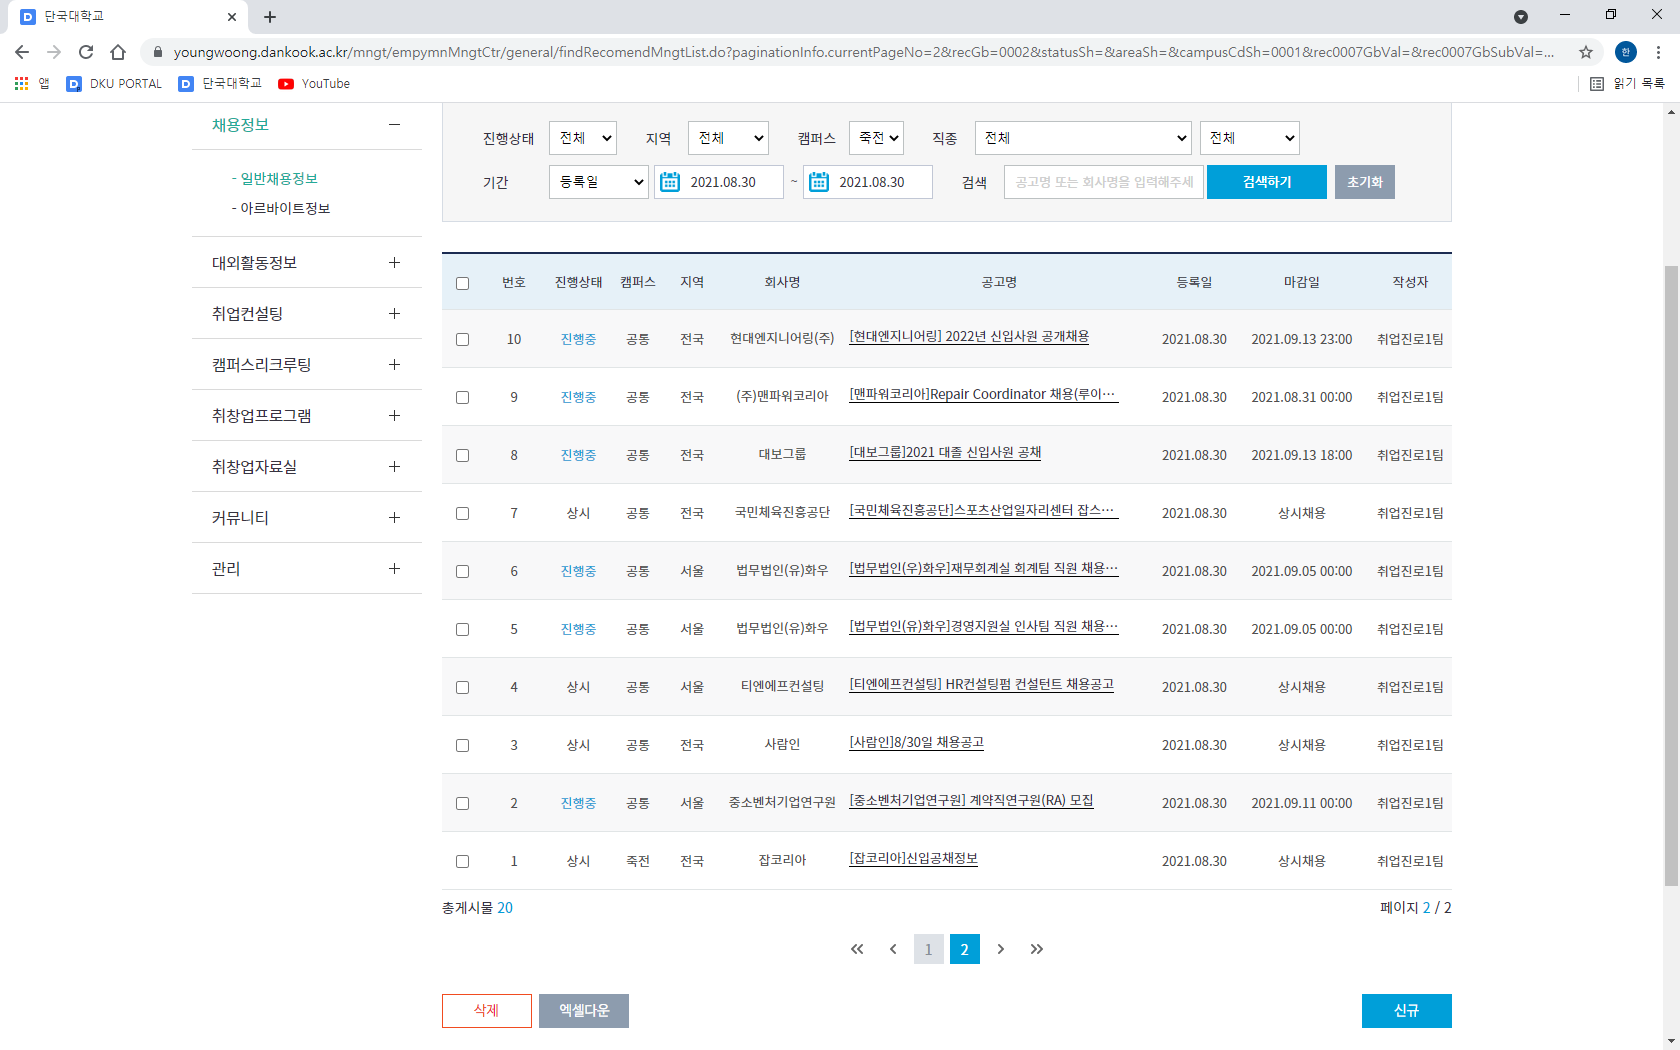 단국대학교
youngwoong.dankook.ac.kr/mngt/empymnMngtCtr/general/findRecomendMngtList.do?paginationInfo.currentPageNo=2&recGb=0002&statusSh=&areaSh=&campusCdSh=0001&rec0007GbVal=&rec0007GbSubVal=...
한
앱 DKU PORTAL 단국대학교 YouTube 읽기 목록
채용정보
- 일반채용정보
- 아르바이트정보
대외활동정보
취업컨설팅
캠퍼스리크루팅
취창업프로그램
취창업자료실
커뮤니티
관리
진행상태 전체 지역 전체 캠퍼스 죽전 직종 전체 전체
기간 등록일 2021.08.30 ~ 2021.08.30 검색 공고명 또는 회사명을 입력해주세 검색하기 초기화
번호 진행상태 캠퍼스 지역 회사명 공고명 등록일 마감일 작성자
10 진행중 공통 전국 현대엔지니어링(주) [현대엔지니어링] 2022년 신입사원 공개채용 2021.08.30 2021.09.13 23:00 취업진로1팀
9 진행중 공통 전국 (주)맨파워코리아 [맨파워코리아]Repair Coordinator 채용(루이… 2021.08.30 2021.08.31 00:00 취업진로1팀
8 진행중 공통 전국 대보그룹 [대보그룹]2021 대졸 신입사원 공채 2021.08.30 2021.09.13 18:00 취업진로1팀
7 상시 공통 전국 국민체육진흥공단 [국민체육진흥공단]스포츠산업일자리센터 잡스… 2021.08.30 상시채용 취업진로1팀
6 진행중 공통 서울 법무법인(유)화우 [법무법인(우)화우]재무회계실 회계팀 직원 채용… 2021.08.30 2021.09.05 00:00 취업진로1팀
5 진행중 공통 서울 법무법인(유)화우 [법무법인(유)화우]경영지원실 인사팀 직원 채용… 2021.08.30 2021.09.05 00:00 취업진로1팀
4 상시 공통 서울 티엔에프컨설팅 [티엔에프컨설팅] HR컨설팅펌 컨설턴트 채용공고 2021.08.30 상시채용 취업진로1팀
3 상시 공통 전국 사람인 [사람인]8/30일 채용공고 2021.08.30 상시채용 취업진로1팀
2 진행중 공통 서울 중소벤처기업연구원 [중소벤처기업연구원] 계약직연구원(RA) 모집 2021.08.30 2021.09.11 00:00 취업진로1팀
1 상시 죽전 전국 잡코리아 [잡코리아]신입공채정보 2021.08.30 상시채용 취업진로1팀
총게시물 20 페이지 2 / 2
1 2
삭제 엑셀다운 신규